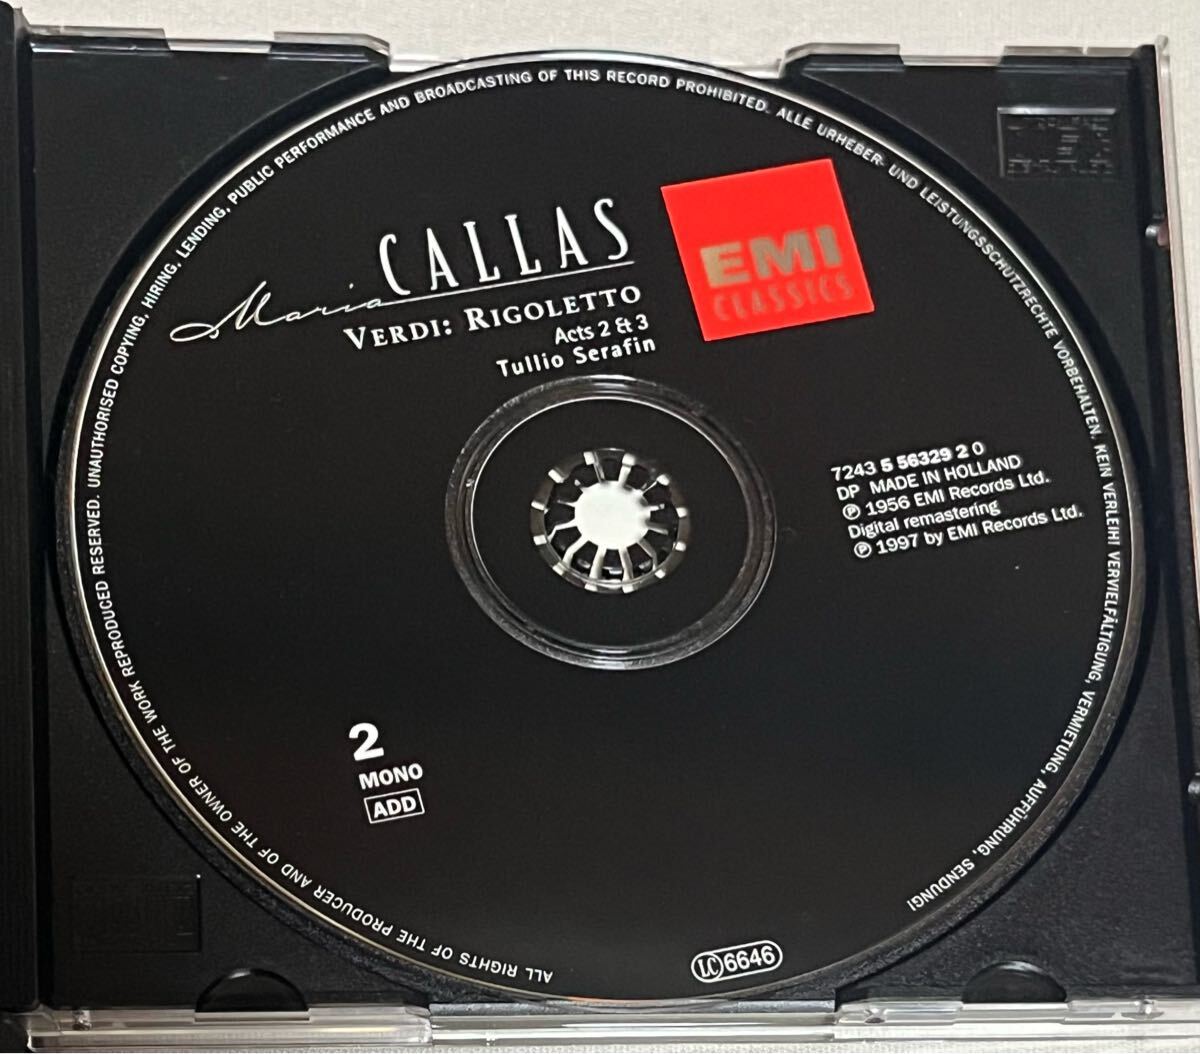 ALL RIGHTS OF THE PRODUCER AND OF THE OWNER OF THE WORK REPRODUCED RESERVED. UNAUTHORISED COPYING, HIRING, LENDING, PUBLIC PERFORMANCE AND BROADCASTING OF THIS RECORD PROHIBITED. ALLE URHEBER- UND LEISTUNGSSCHUTZRECHTE VORBEHALTEN. KEIN VERLEIH! VERVIELFÄLTIGUNG, VERMIETUNG, AUFFÜHRUNG, SENDUNG!
Maria CALLAS
VERDI: RIGOLETTO
Acts 2 & 3
Tullio Serafin
EMI
CLASSICS
7243 5 56329 2 0
DP MADE IN HOLLAND
℗ 1956 EMI Records Ltd.
Digital remastering
℗ 1997 by EMI Records Ltd.
2
MONO
ADD
LC 6646